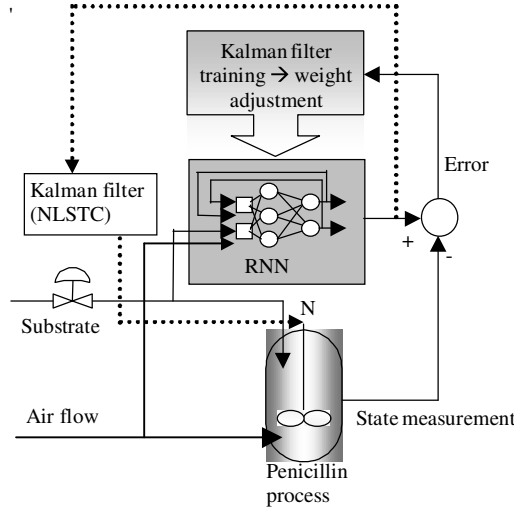 '
Kalman filter
training → weight
adjustment
Error
Kalman filter
(NLSTC)
+
-
RNN
N
Substrate
Air flow
State measurement
Penicillin
process